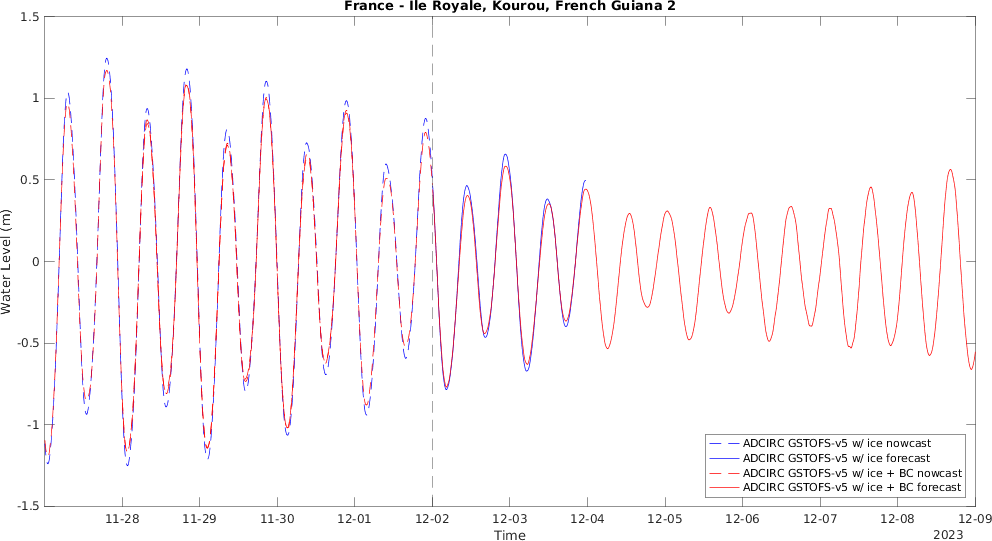 France - Ile Royale, Kourou, French Guiana 2
1.5
1
0.5
0
-0.5
-1
-1.5
Water Level (m)
ADCIRC GSTOFS-v5 w/ ice nowcast
ADCIRC GSTOFS-v5 w/ ice forecast
ADCIRC GSTOFS-v5 w/ ice + BC nowcast
ADCIRC GSTOFS-v5 w/ ice + BC forecast
11-28 11-29 11-30 12-01 12-02 12-03 12-04 12-05 12-06 12-07 12-08 12-09
Time 2023